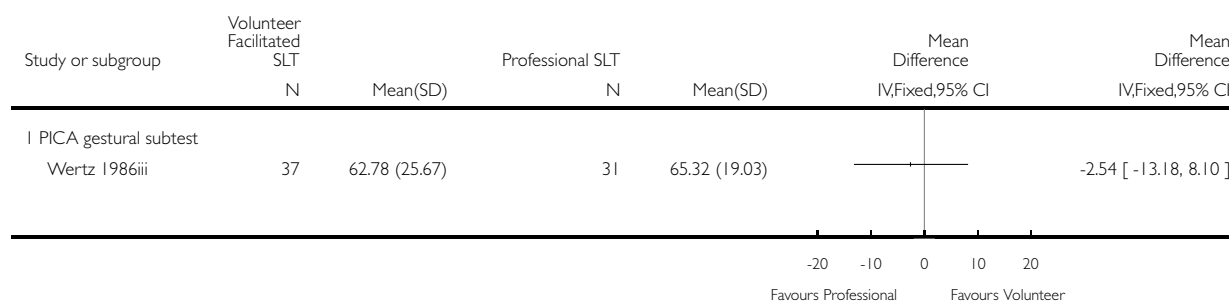 Study or subgroup Volunteer Facilitated SLT Professional SLT Mean Difference Mean Difference
N Mean(SD) N Mean(SD) IV,Fixed,95% CI IV,Fixed,95% CI
1 PICA gestural subtest
Wertz 1986iii 37 62.78 (25.67) 31 65.32 (19.03) -2.54 [ -13.18, 8.10 ]
-20 -10 0 10 20
Favours Professional Favours Volunteer